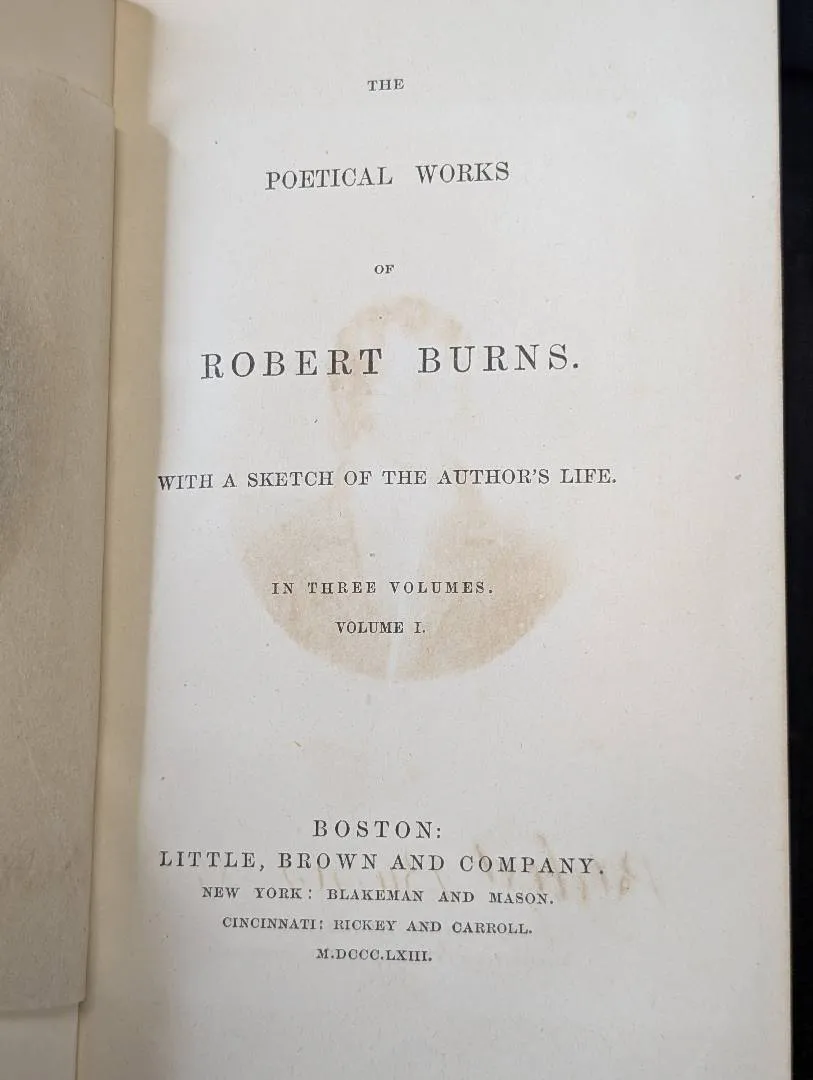 THE
POETICAL WORKS
OF
ROBERT BURNS.
WITH A SKETCH OF THE AUTHOR'S LIFE.
IN THREE VOLUMES.
VOLUME I.
BOSTON:
LITTLE, BROWN AND COMPANY.
NEW YORK: BLAKEMAN AND MASON.
CINCINNATI: RICKEY AND CARROLL.
M.DCCC.LXIII.